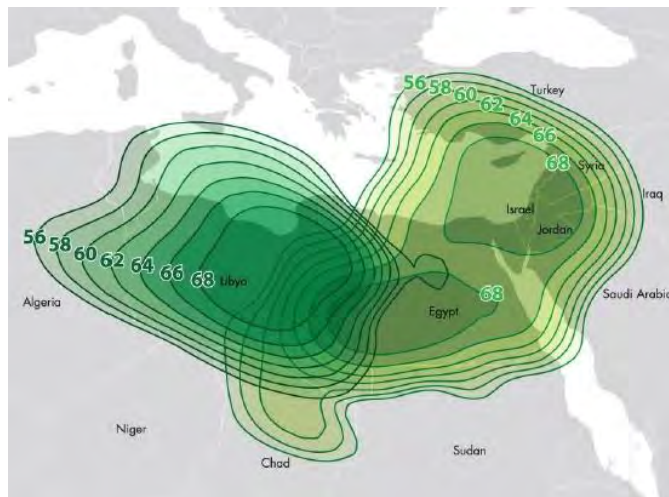 56
58
60
62
64
66
68
Turkey
Syria
Iraq
Israel
Jordan
Saudi Arabi
56
58
60
62
64
66
68
Libya
Algeria
68
Egypt
Niger
Chad
Sudan